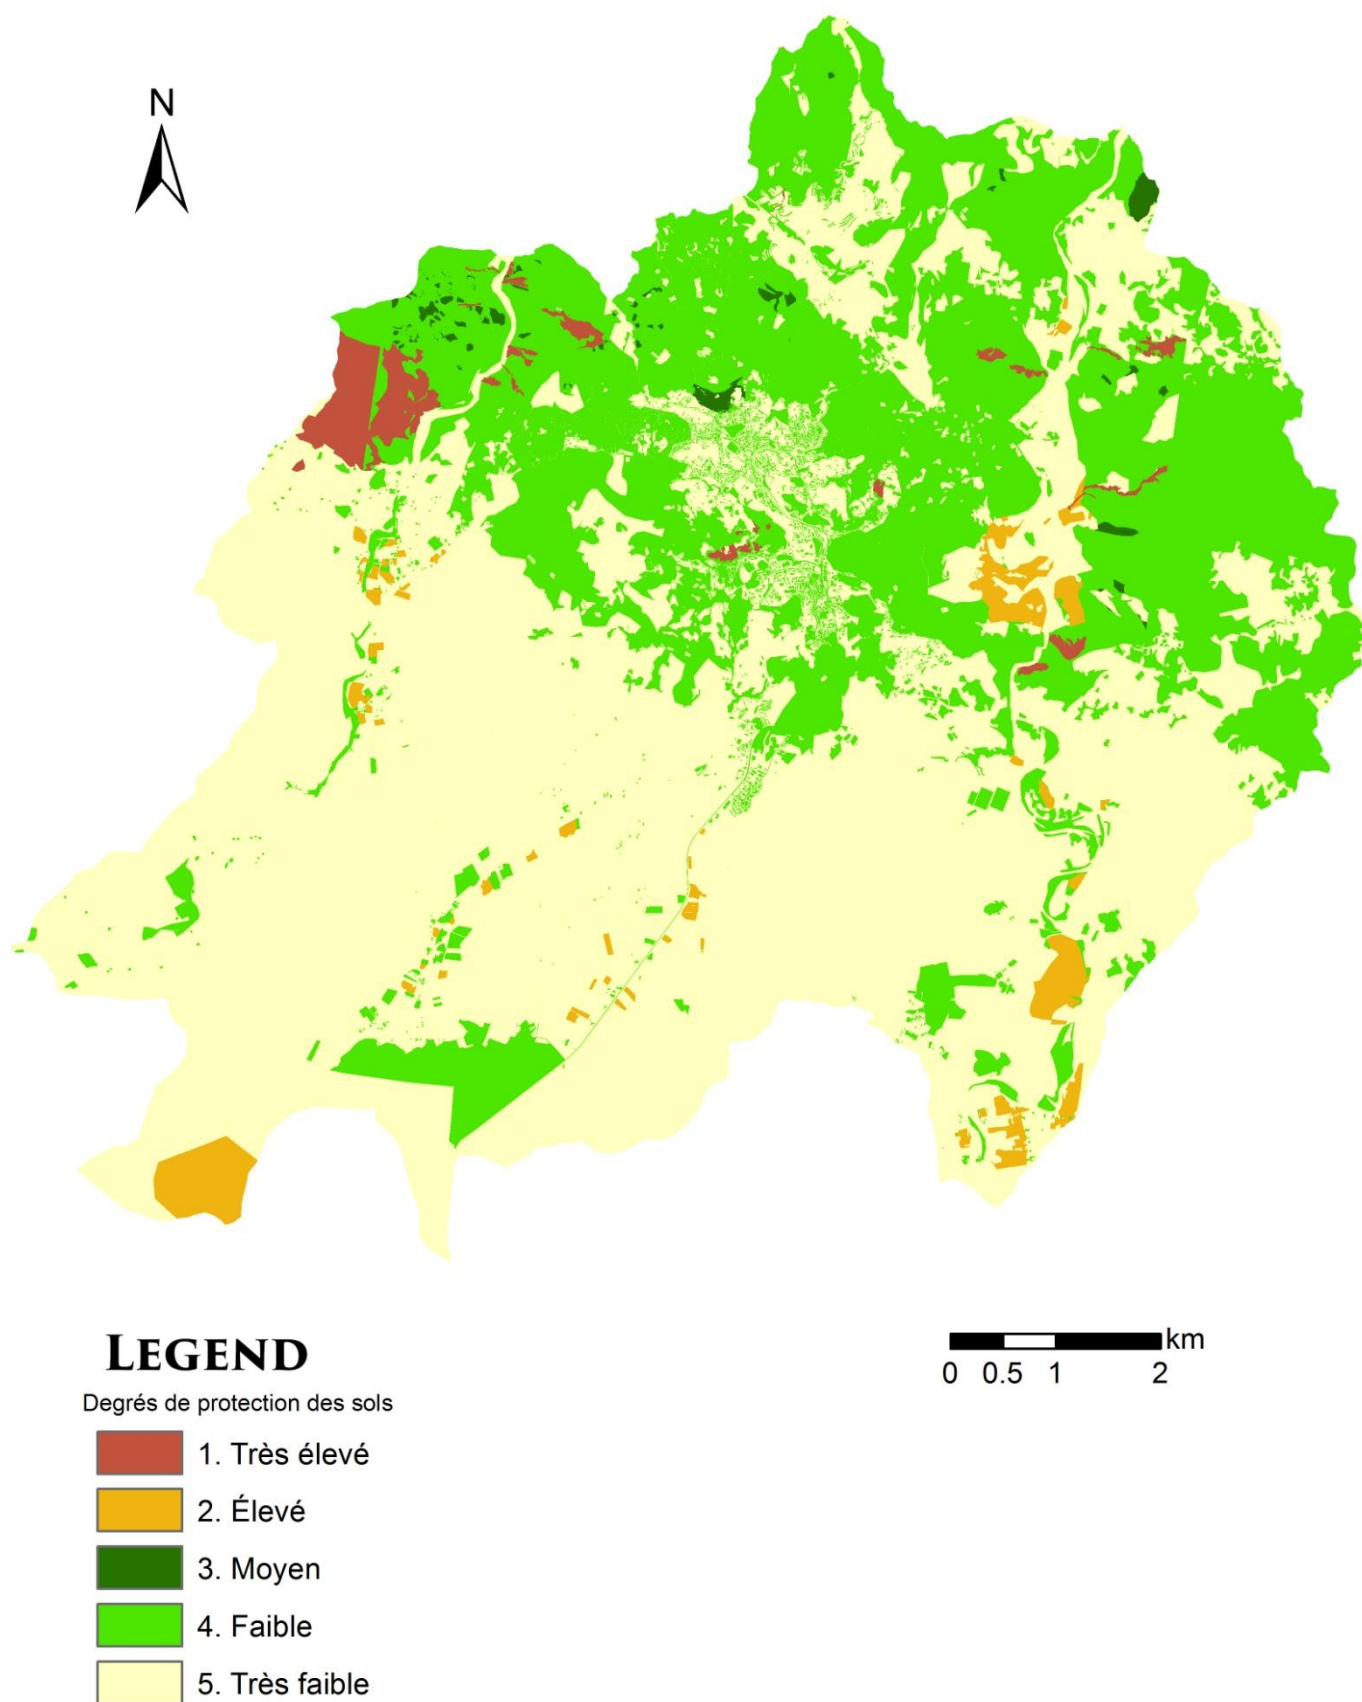 N
km
0 0.5 1 2
LEGEND
Degrés de protection des sols
1. Très élevé
2. Élevé
3. Moyen
4. Faible
5. Très faible